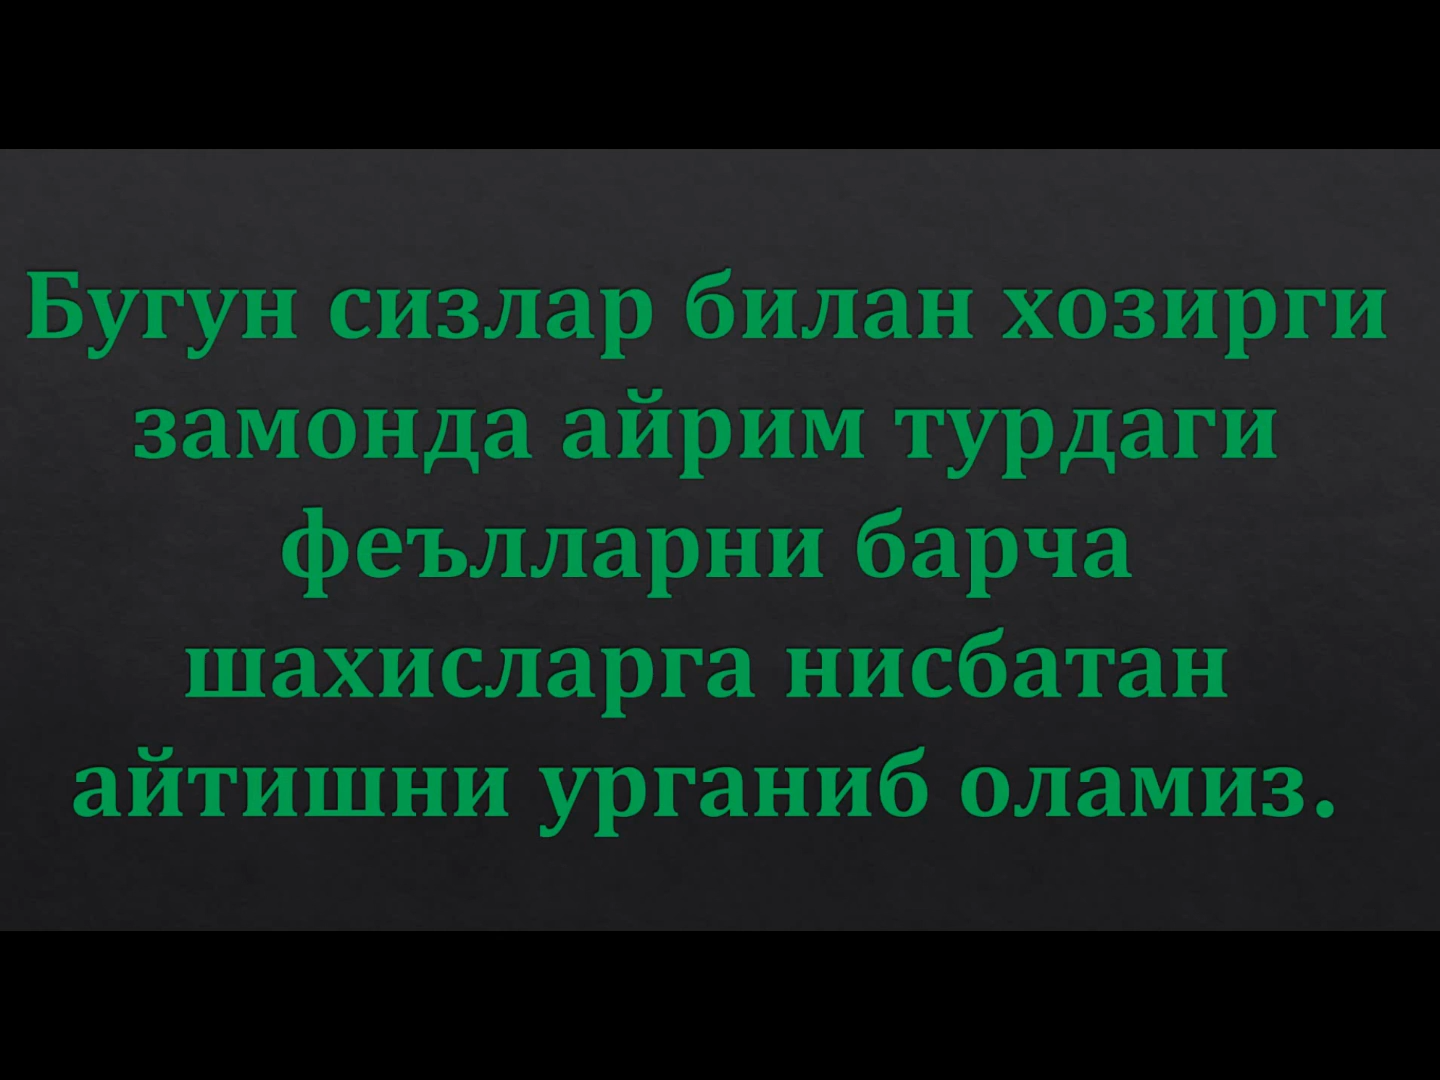 Бугун сизлар билан хозирги
замонда айрим турдаги
феълларни барча
шахисларга нисбатан
айтишни урганиб оламиз.